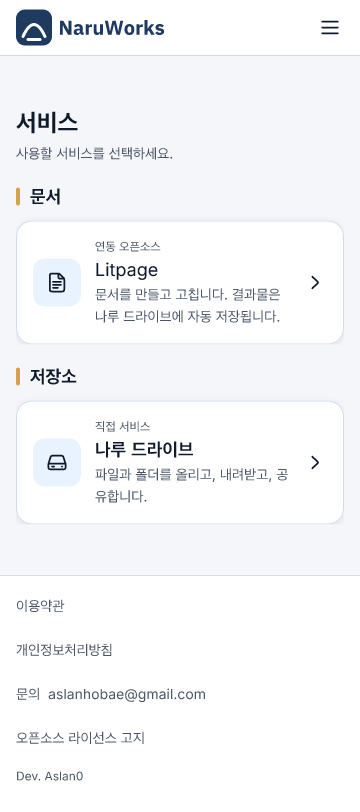 NaruWorks
서비스
사용할 서비스를 선택하세요.
문서
연동 오픈소스
Litpage
문서를 만들고 고칩니다. 결과물은
나루 드라이브에 자동 저장됩니다.
저장소
직접 서비스
나루 드라이브
파일과 폴더를 올리고, 내려받고, 공
유합니다.
이용약관
개인정보처리방침
문의 aslanhobae@gmail.com
오픈소스 라이선스 고지
Dev. Aslan0